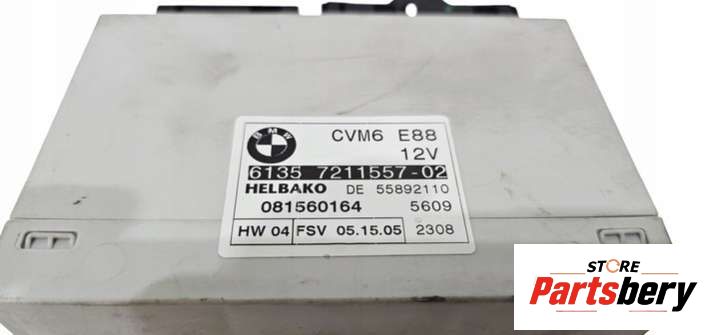 BMW
CVM6 E88
12V
6135 7211557-02
HELBAKO DE 55892110
081560164 5609
HW 04 FSV 05.15.05 2308
STORE
Partsbery